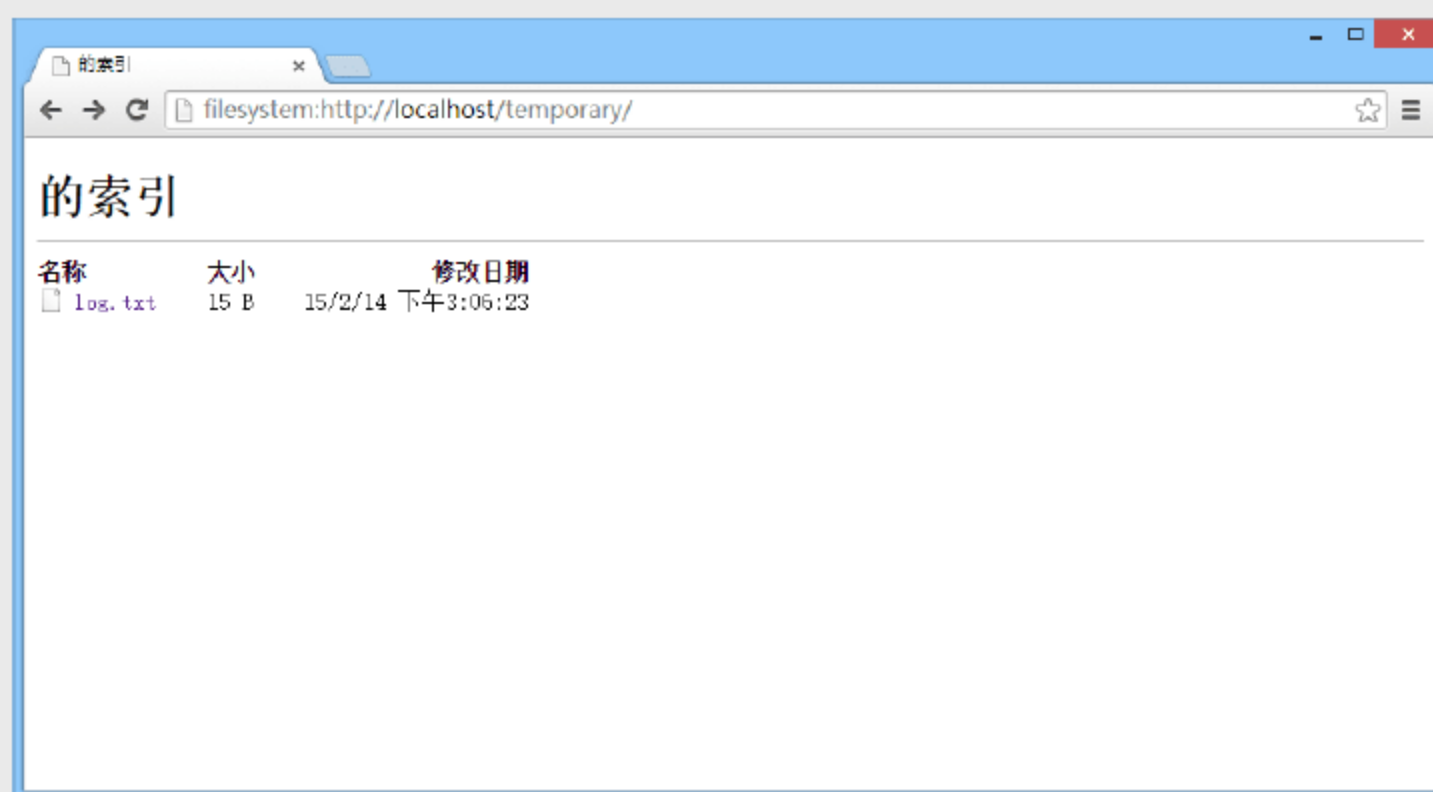 的索引
filesystem:http://localhost/temporary/
的索引
名称 大小 修改日期
log.txt 15 B 15/2/14 下午3:06:23